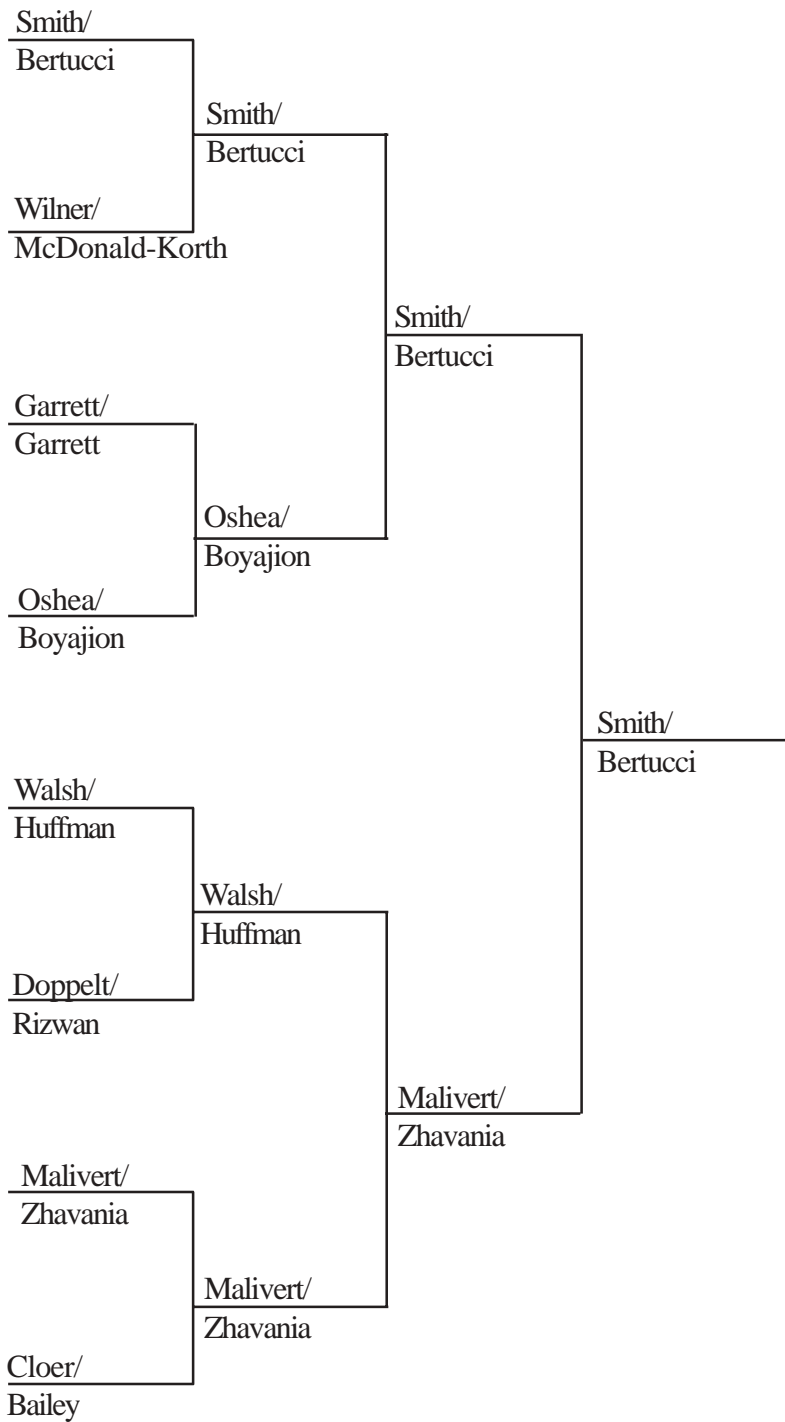 Smith/
Bertucci
Smith/
Bertucci
Wilner/
McDonald-Korth
Smith/
Bertucci
Garrett/
Garrett
Oshea/
Boyajion
Oshea/
Boyajion
Smith/
Bertucci
Walsh/
Huffman
Walsh/
Huffman
Doppelt/
Rizwan
Malivert/
Zhavania
Malivert/
Zhavania
Malivert/
Zhavania
Cloer/
Bailey